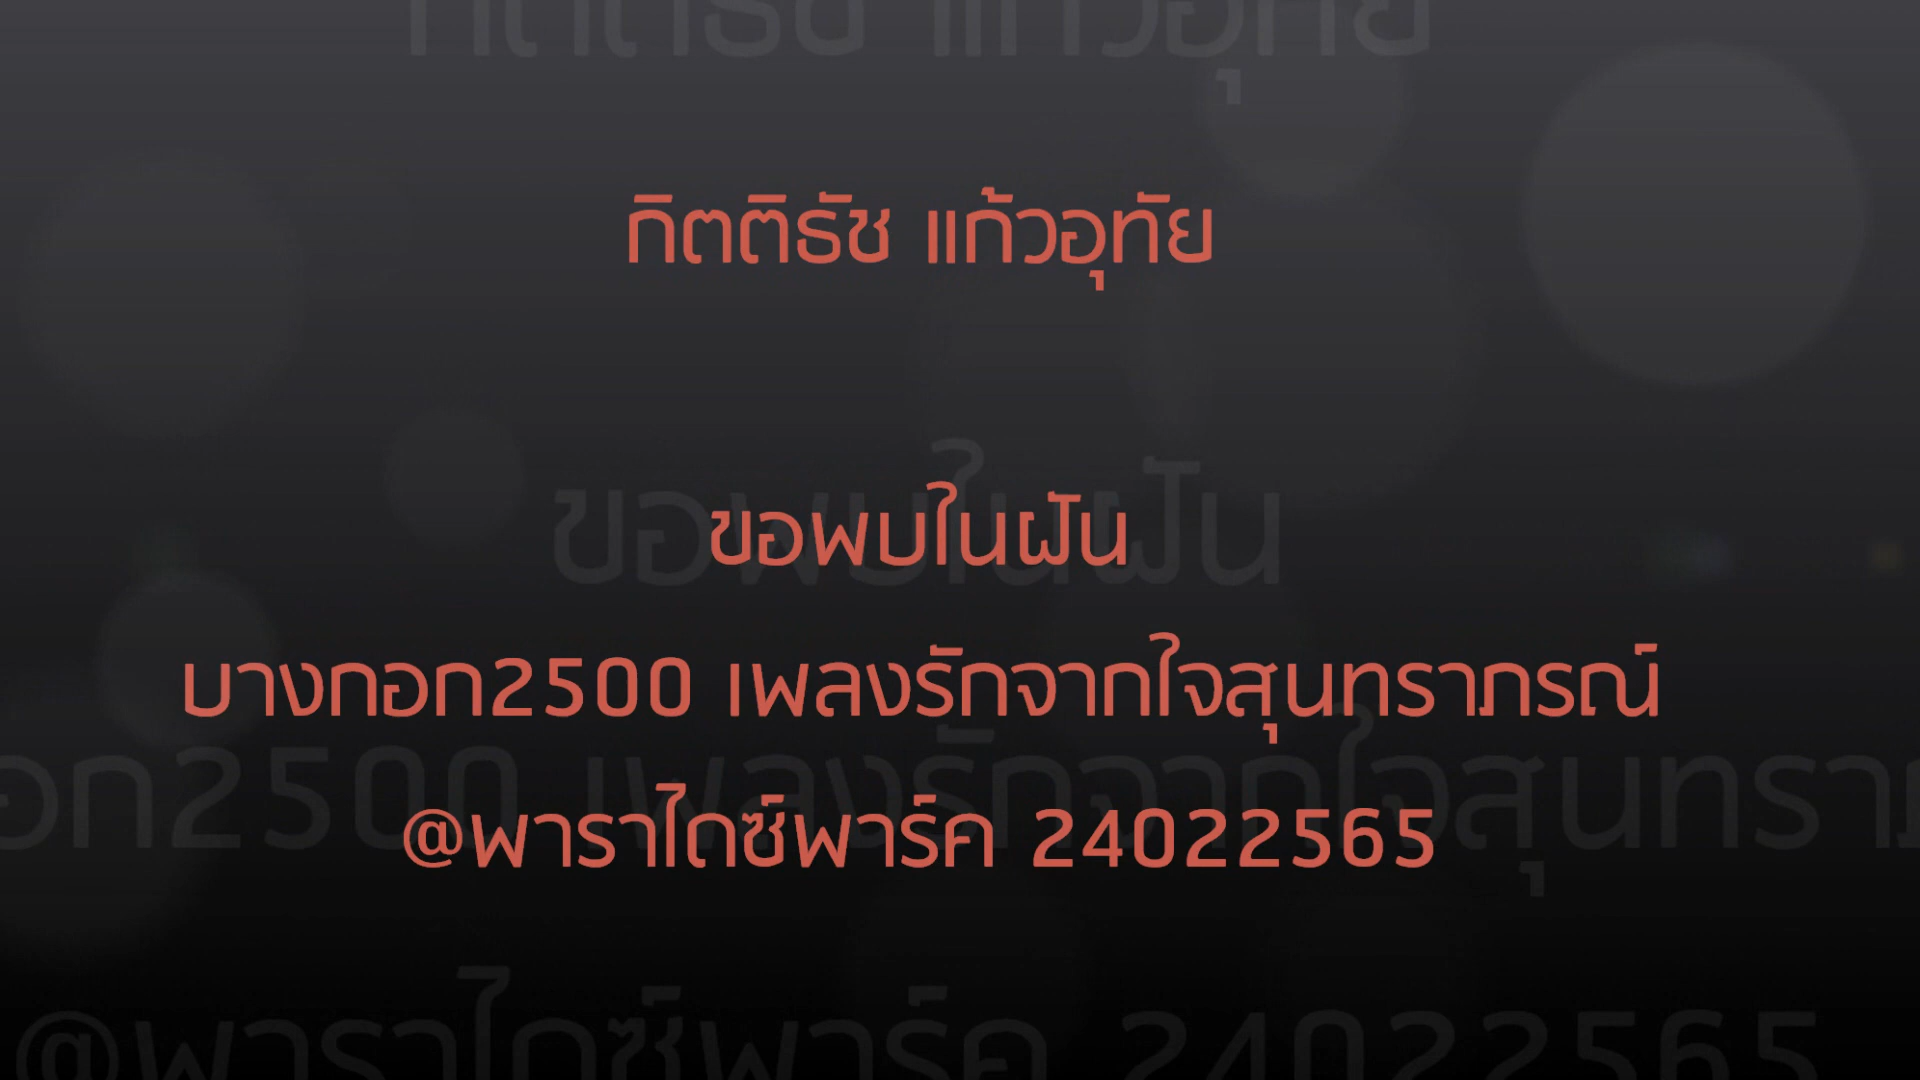 กิตติธัช แก้วอุทัย
ขอพบในฝัน
บางกอก2500 เพลงรักจากใจสุนทราภรณ์
@พาราไดซ์พาร์ค 24022565